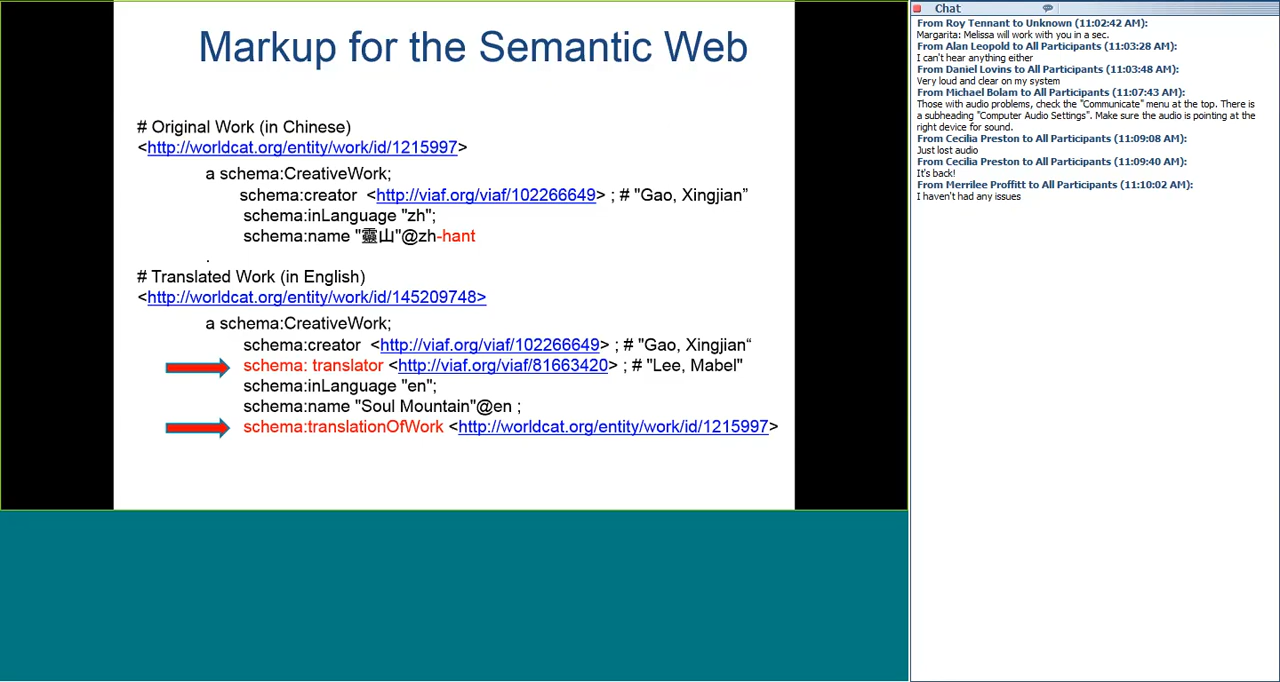 Markup for the Semantic Web
# Original Work (in Chinese)
<http://worldcat.org/entity/work/id/1215997>
a schema:CreativeWork;
schema:creator <http://viaf.org/viaf/102266649> ; # "Gao, Xingjian”
schema:inLanguage "zh";
schema:name "靈山"@zh-hant
.
# Translated Work (in English)
<http://worldcat.org/entity/work/id/145209748>
a schema:CreativeWork;
schema:creator <http://viaf.org/viaf/102266649> ; # "Gao, Xingjian“
schema: translator <http://viaf.org/viaf/81663420> ; # "Lee, Mabel"
schema:inLanguage "en";
schema:name "Soul Mountain"@en ;
schema:translationOfWork <http://worldcat.org/entity/work/id/1215997>
Chat
From Roy Tennant to Unknown (11:02:42 AM):
Margarita: Melissa will work with you in a sec.
From Alan Leopold to All Participants (11:03:28 AM):
I can't hear anything either
From Daniel Lovins to All Participants (11:03:48 AM):
Very loud and clear on my system
From Michael Bolam to All Participants (11:07:43 AM):
Those with audio problems, check the "Communicate" menu at the top. There is
a subheading "Computer Audio Settings". Make sure the audio is pointing at the
right device for sound.
From Cecilia Preston to All Participants (11:09:08 AM):
Just lost audio
From Cecilia Preston to All Participants (11:09:40 AM):
It's back!
From Merrilee Proffitt to All Participants (11:10:02 AM):
I haven't had any issues